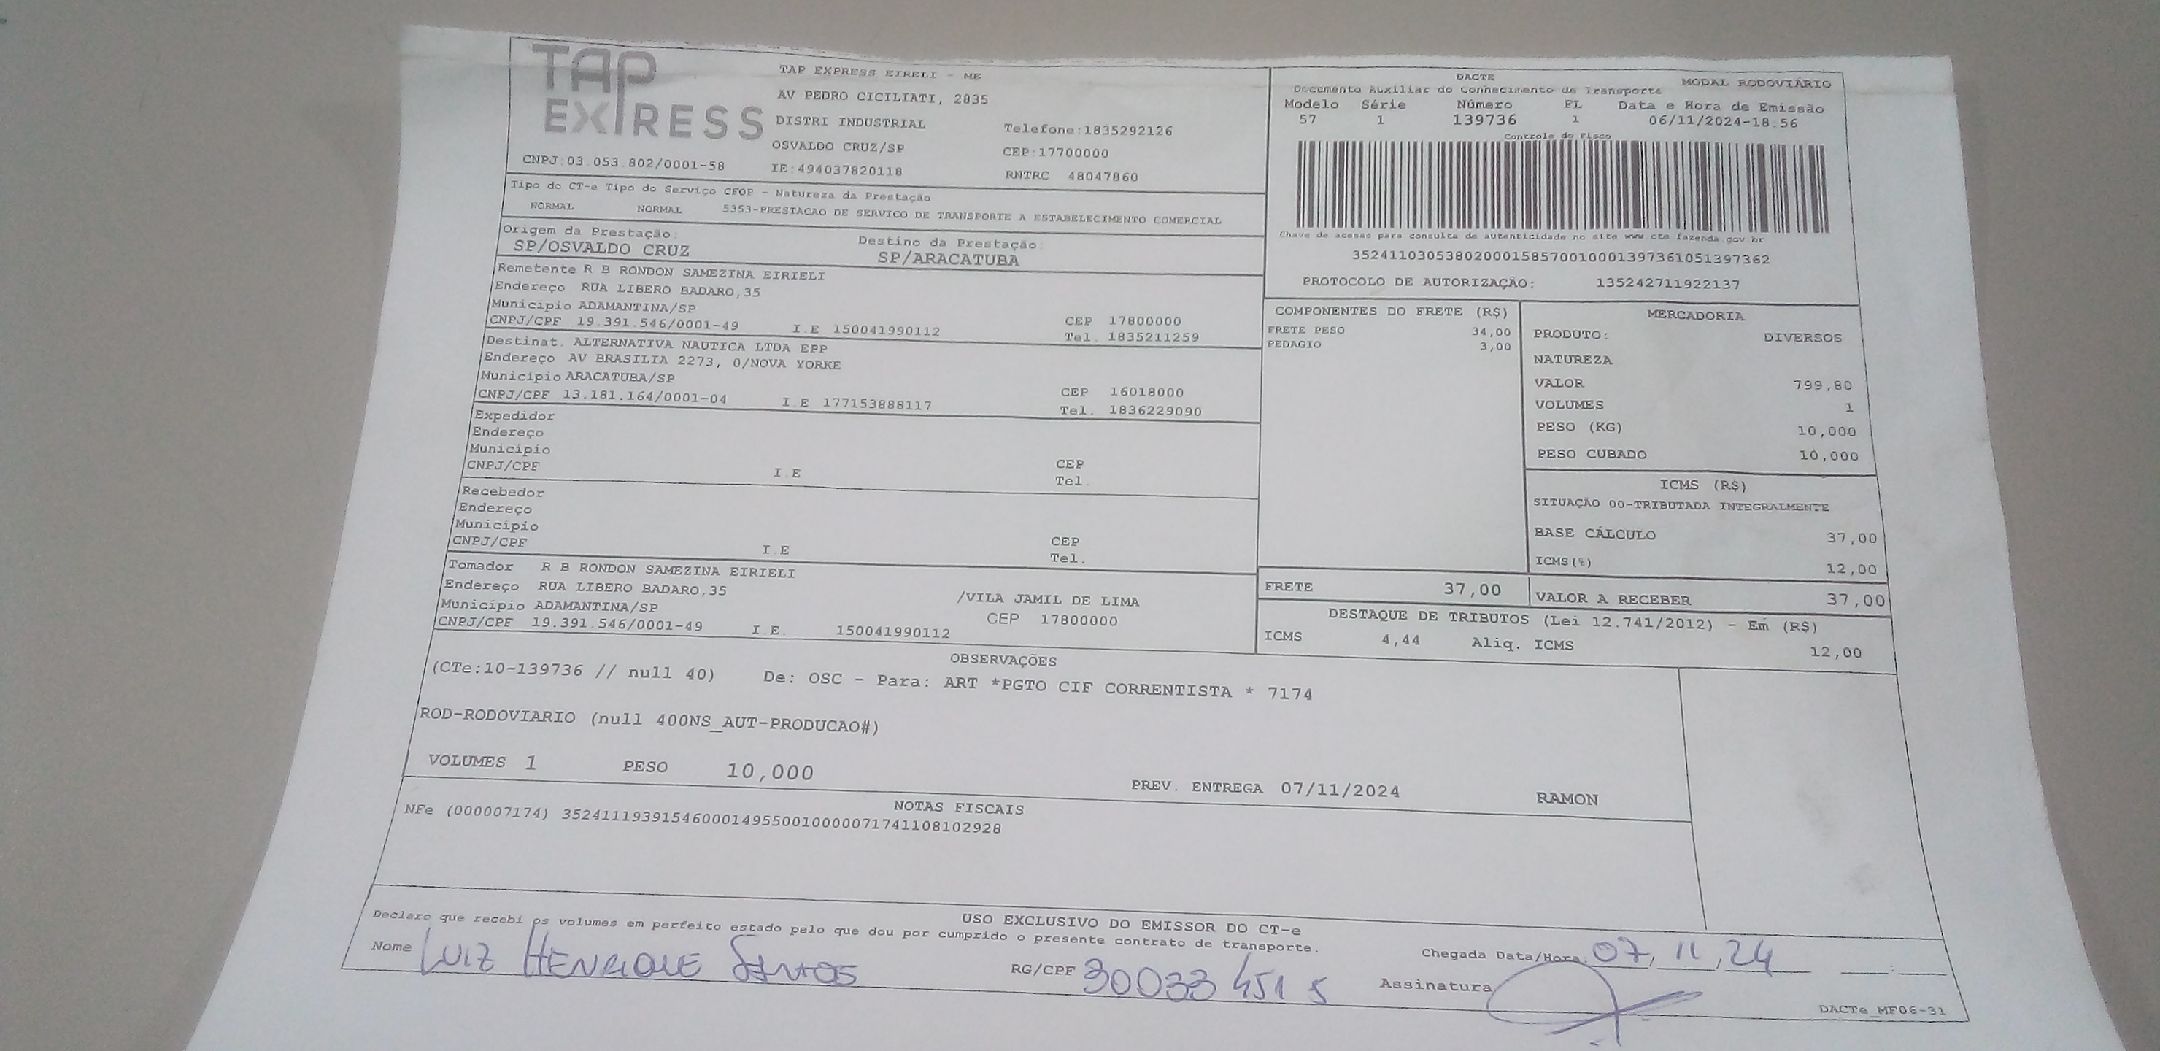 TAP EXPRESS
TAP EXPRESS EIRELI - ME
AV PEDRO CICILIATI, 2035
DISTRI INDUSTRIAL Telefone:1835292126
OSVALDO CRUZ/SP CEP:17700000
CNPJ:03.053.802/0001-58 IE:494037820118 RNTRC 48047860
DACTE MODAL RODOVIÁRIO
Documento Auxiliar do Conhecimento de Transporte
Modelo Série Número FL Data e Hora de Emissão
57 1 139736 1 06/11/2024-18:56
Controle do Fisco
Chave de acesso para consulta de autenticidade no site www.cte.fazenda.gov.br
35241103053802000158570010001397361051397362
PROTOCOLO DE AUTORIZAÇÃO: 135242711922137
Tipo do CT-e Tipo do Serviço CFOP - Natureza da Prestação
NORMAL NORMAL 5353-PRESTACAO DE SERVICO DE TRANSPORTE A ESTABELECIMENTO COMERCIAL
Origem da Prestação: Destino da Prestação:
SP/OSVALDO CRUZ SP/ARACATUBA
Remetente R B RONDON SAMEZINA EIRIELI
Endereço RUA LIBERO BADARO,35
Município ADAMANTINA/SP CEP 17800000
CNPJ/CPF 19.391.546/0001-49 I.E 150041990112 Tel. 1835211259
Destinat. ALTERNATIVA NAUTICA LTDA EPP
Endereço AV BRASILIA 2273, 0/NOVA YORKE
Município ARACATUBA/SP CEP 16018000
CNPJ/CPF 13.181.164/0001-04 I.E 177153888117 Tel. 1836229090
Expedidor
Endereço
Município CEP
CNPJ/CPF I.E Tel.
Recebedor
Endereço
Município CEP
CNPJ/CPF I.E Tel.
Tomador R B RONDON SAMEZINA EIRIELI
Endereço RUA LIBERO BADARO,35 /VILA JAMIL DE LIMA
Município ADAMANTINA/SP CEP 17800000
CNPJ/CPF 19.391.546/0001-49 I.E. 150041990112
COMPONENTES DO FRETE (R$)
FRETE PESO 34,00
PEDAGIO 3,00
MERCADORIA
PRODUTO: DIVERSOS
NATUREZA
VALOR 799,80
VOLUMES 1
PESO (KG) 10,000
PESO CUBADO 10,000
ICMS (R$)
SITUAÇÃO 00-TRIBUTADA INTEGRALMENTE
BASE CÁLCULO 37,00
ICMS(%) 12,00
FRETE 37,00 VALOR A RECEBER 37,00
DESTAQUE DE TRIBUTOS (Lei 12.741/2012) - Em (R$)
ICMS 4,44 Aliq. ICMS 12,00
OBSERVAÇÕES
(CTe:10-139736 // null 40) De: OSC - Para: ART *PGTO CIF CORRENTISTA * 7174
ROD-RODOVIARIO (null 400NS_AUT-PRODUCAO#)
VOLUMES 1 PESO 10,000 PREV. ENTREGA 07/11/2024 RAMON
NOTAS FISCAIS
NFe (000007174) 35241119391546000149550010000071741108102928
USO EXCLUSIVO DO EMISSOR DO CT-e
Declaro que recebi os volumes em perfeito estado pelo que dou por cumprido o presente contrato de transporte.
Nome LUIZ HENRIQUE SANTOS RG/CPF 30033451 5 Chegada Data/Hora 07, 11, 24 :
Assinatura
DACTe_MF06-31